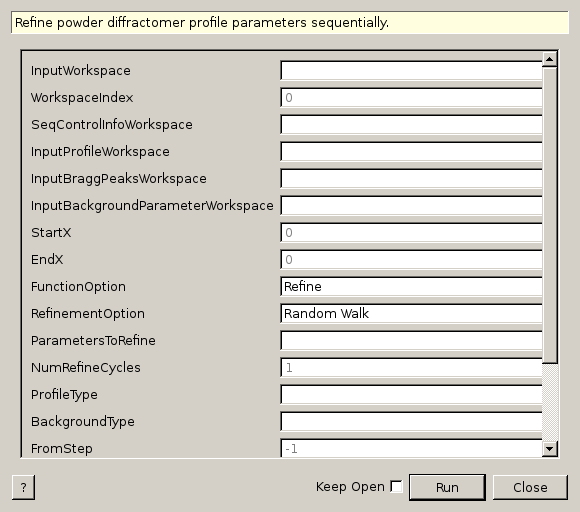 Refine powder diffractomer profile parameters sequentially.
InputWorkspace
WorkspaceIndex 0
SeqControlInfoWorkspace
InputProfileWorkspace
InputBraggPeaksWorkspace
InputBackgroundParameterWorkspace
StartX 0
EndX 0
FunctionOption Refine
RefinementOption Random Walk
ParametersToRefine
NumRefineCycles 1
ProfileType
BackgroundType
FromStep -1
? Keep Open Run Close